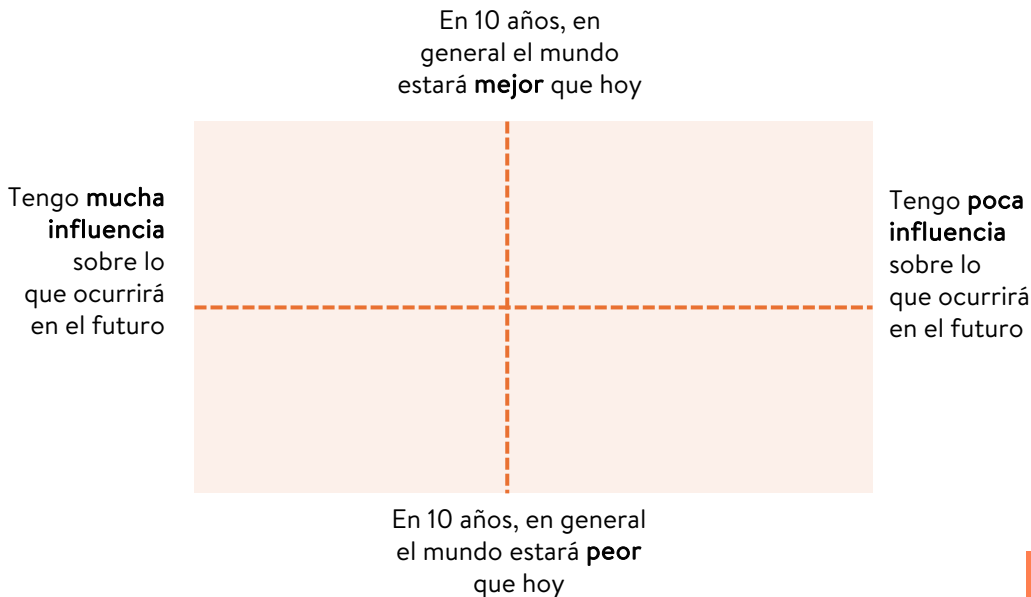 En 10 años, en
general el mundo
estará mejor que hoy
Tengo mucha
influencia
sobre lo
que ocurrirá
en el futuro
Tengo poca
influencia
sobre lo
que ocurrirá
en el futuro
En 10 años, en general
el mundo estará peor
que hoy